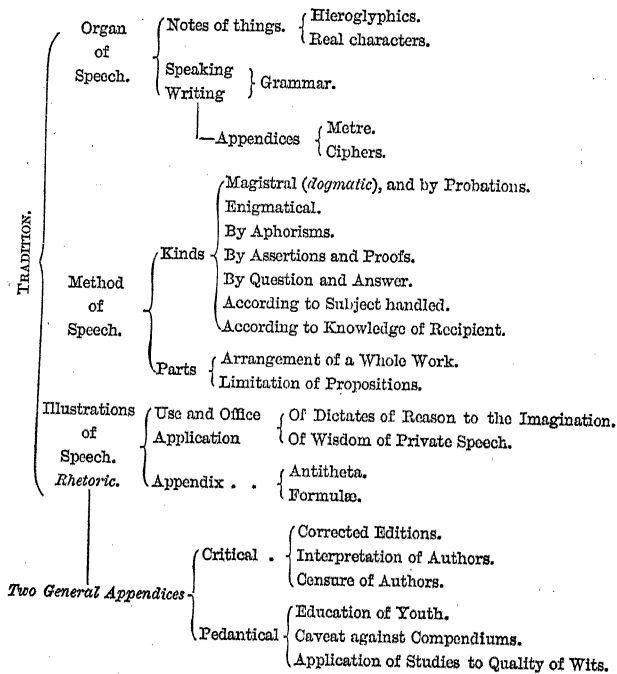 TRADITION.
Organ
of
Speech.
Notes of things.
Hieroglyphics.
Real characters.
Speaking
Writing
Grammar.
Appendices
Metre.
Ciphers.
Method
of
Speech.
Kinds
Magistral (dogmatic), and by Probations.
Enigmatical.
By Aphorisms.
By Assertions and Proofs.
By Question and Answer.
According to Subject handled.
According to Knowledge of Recipient.
Parts
Arrangement of a Whole Work.
Limitation of Propositions.
Illustrations
of
Speech.
Rhetoric.
Use and Office
Application
Of Dictates of Reason to the Imagination.
Of Wisdom of Private Speech.
Appendix . .
Antitheta.
Formulæ.
Two General Appendices
Critical .
Corrected Editions.
Interpretation of Authors.
Censure of Authors.
Pedantical
Education of Youth.
Caveat against Compendiums.
Application of Studies to Quality of Wits.